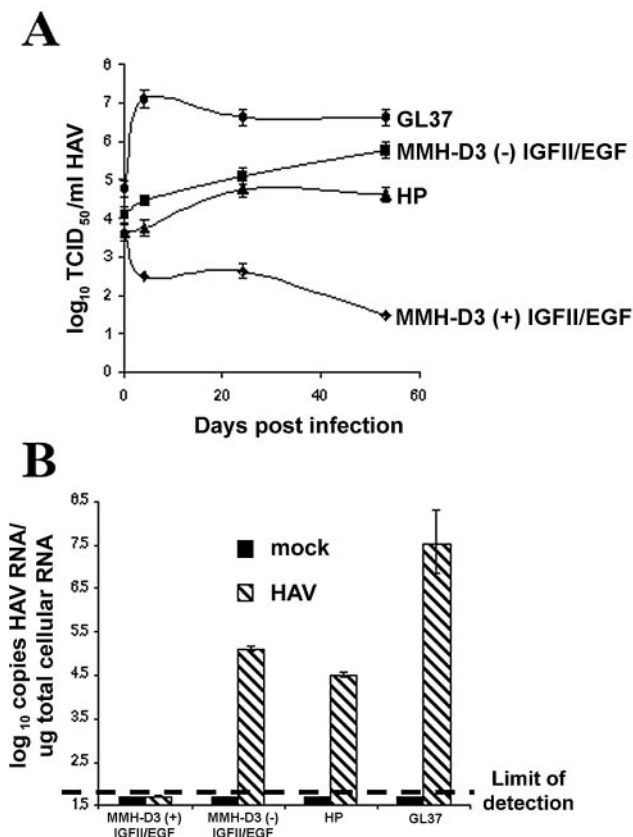 A
log10 TCID50/ml HAV
8
7
6
5
4
3
2
1
0
0
20
40
60
Days post infection
GL37
MMH-D3 (-) IGFII/EGF
HP
MMH-D3 (+) IGFII/EGF
B
log 10 copies HAV RNA/
ug total cellular RNA
8.5
7.5
6.5
5.5
4.5
3.5
2.5
1.5
mock
HAV
Limit of
detection
MMH-D3 (+)
IGFII/EGF
MMH-D3 (-)
IGFII/EGF
HP
GL37